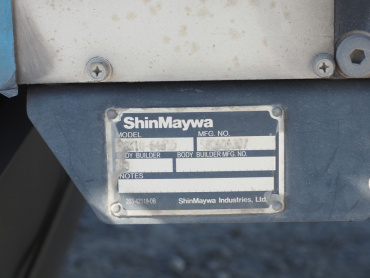 ShinMaywa
MODEL MFG. NO.
BODY BUILDER BODY BUILDER MFG. NO.
NOTES
ShinMaywa Industries, Ltd.